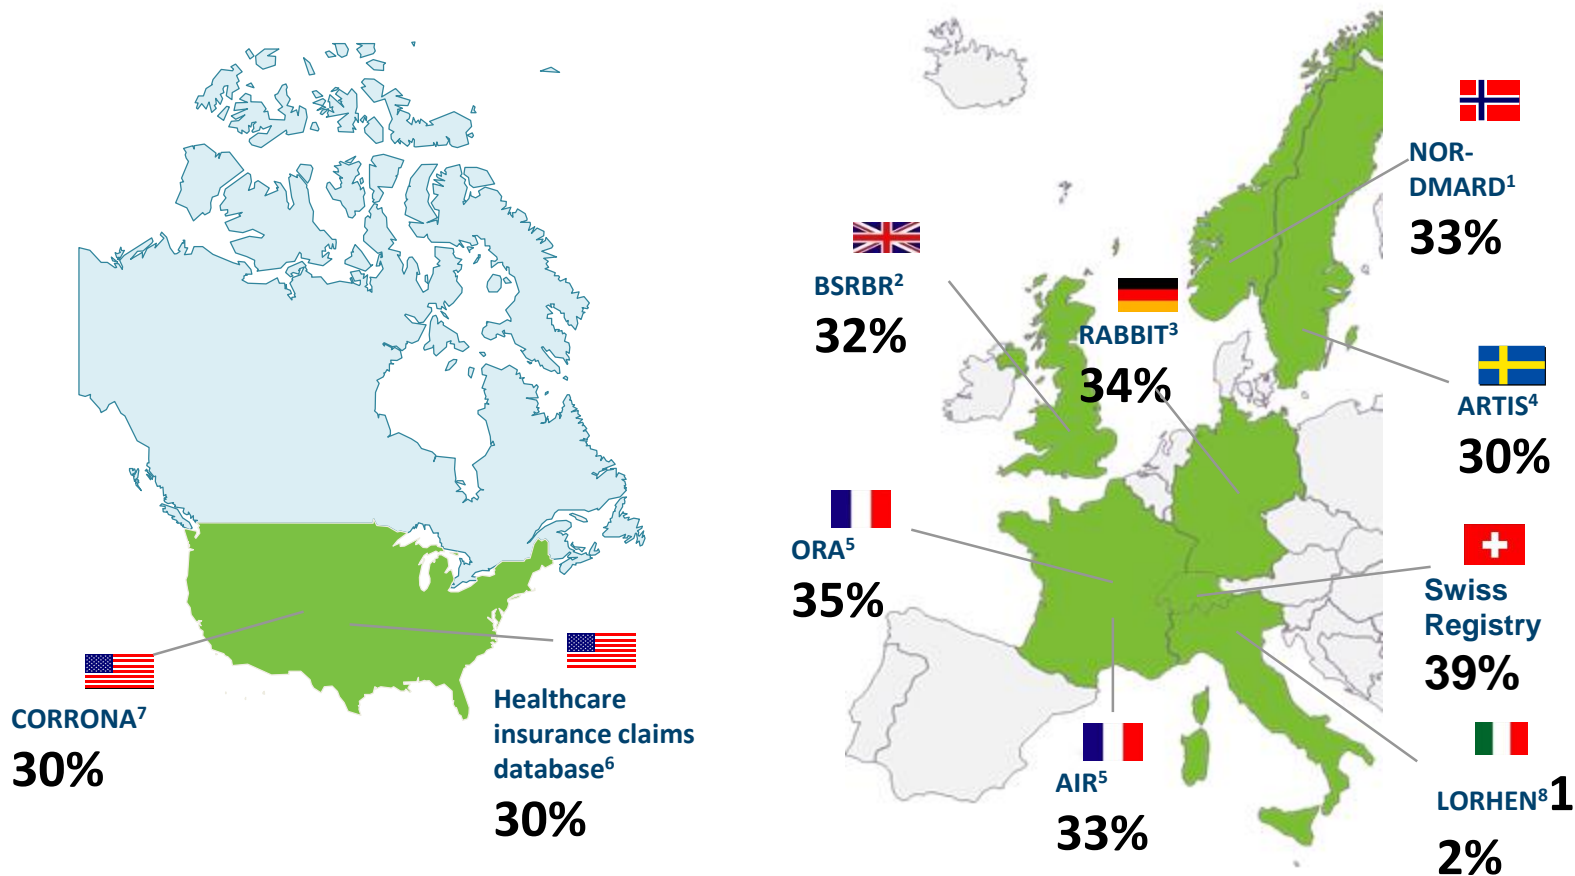 CORRONA7
30%
Healthcare
insurance claims
database6
30%
BSRBR2
32%
RABBIT3
34%
NOR-
DMARD1
33%
ARTIS4
30%
ORA5
35%
Swiss
Registry
39%
AIR5
33%
LORHEN81
2%